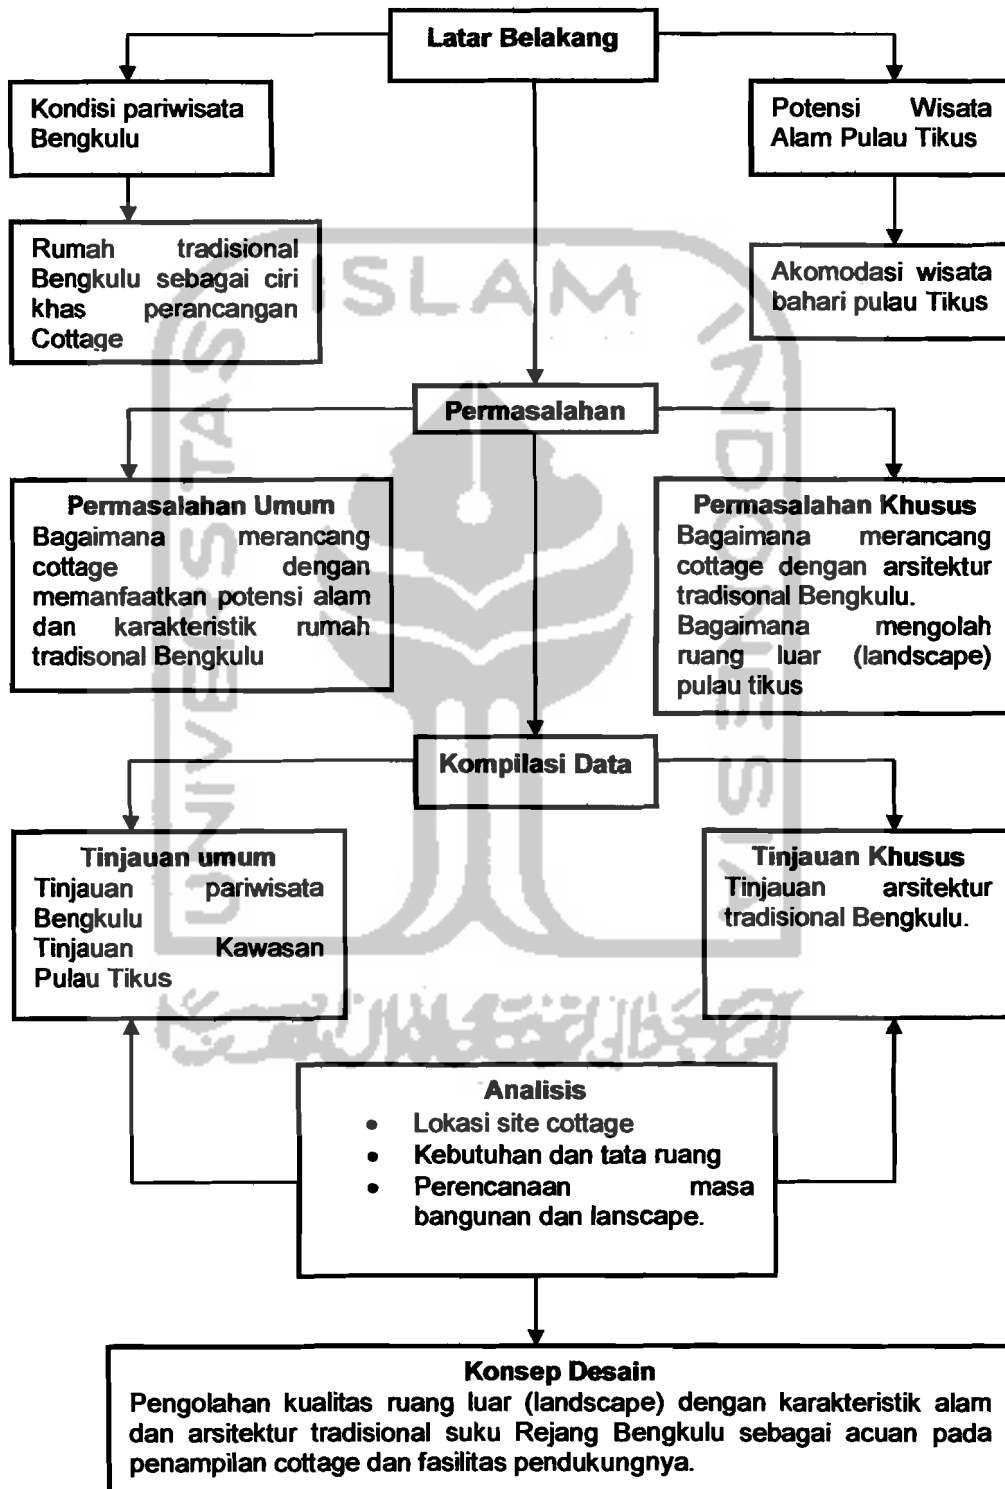 Latar Belakang
Kondisi pariwisata
Bengkulu
Potensi Wisata
Alam Pulau Tikus
Rumah tradisional
Bengkulu sebagai ciri
khas perancangan
Cottage
Akomodasi wisata
bahari pulau Tikus
Permasalahan
Permasalahan Umum
Bagaimana merancang
cottage dengan
memanfaatkan potensi alam
dan karakteristik rumah
tradisonal Bengkulu
Permasalahan Khusus
Bagaimana merancang
cottage dengan arsitektur
tradisonal Bengkulu.
Bagaimana mengolah
ruang luar (landscape)
pulau tikus
Kompilasi Data
Tinjauan umum
Tinjauan pariwisata
Bengkulu
Tinjauan Kawasan
Pulau Tikus
Tinjauan Khusus
Tinjauan arsitektur
tradisional Bengkulu.
Analisis
• Lokasi site cottage
• Kebutuhan dan tata ruang
• Perencanaan masa
bangunan dan lanscape.
Konsep Desain
Pengolahan kualitas ruang luar (landscape) dengan karakteristik alam
dan arsitektur tradisional suku Rejang Bengkulu sebagai acuan pada
penampilan cottage dan fasilitas pendukungnya.
UNIVERSITAS
ISLAM
INDONESIA